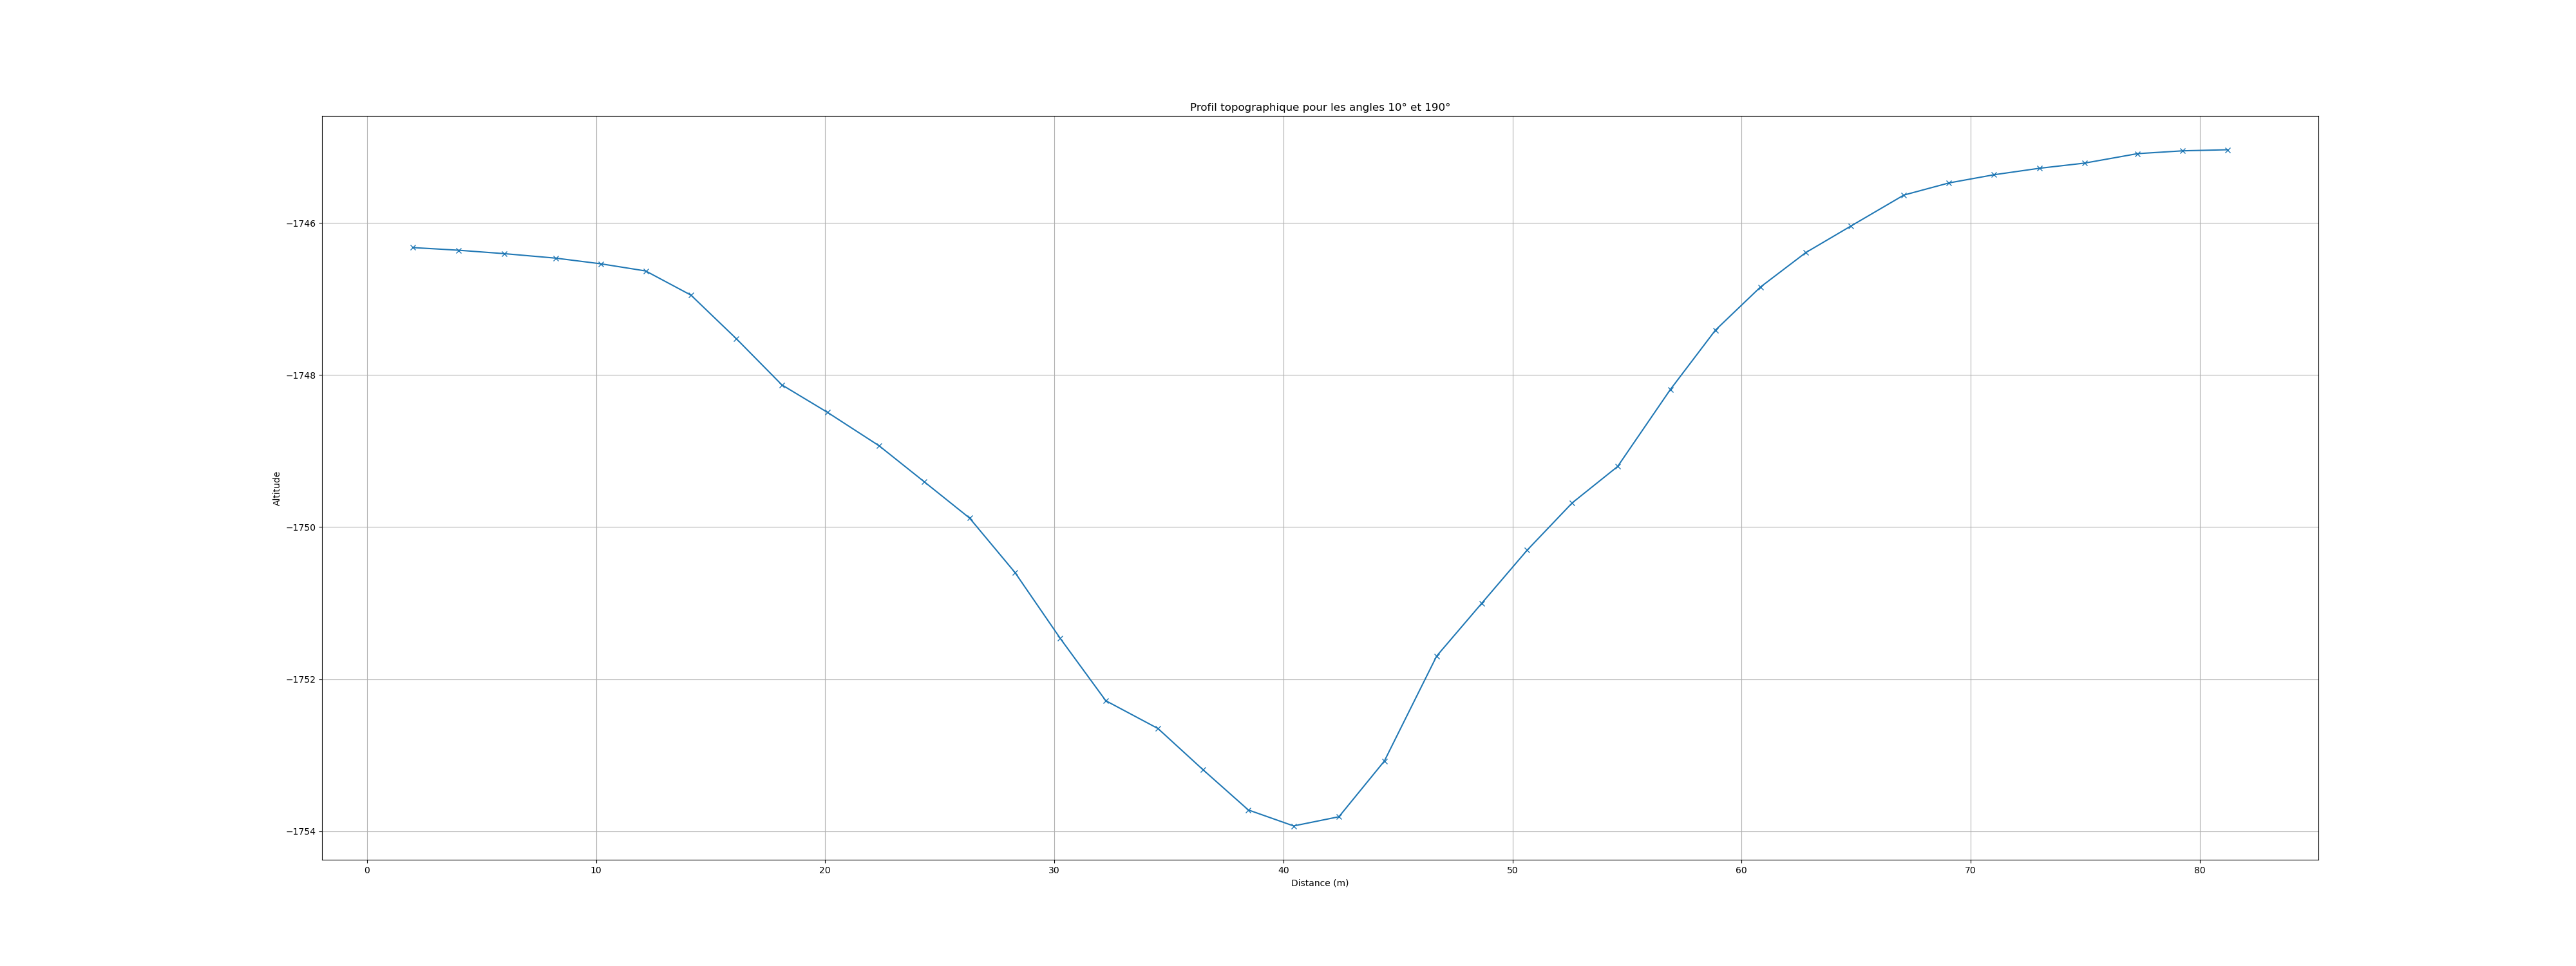 Profil topographique pour les angles 10° et 190°
Altitude
−1746
−1748
−1750
−1752
−1754
0 10 20 30 40 50 60 70 80
Distance (m)